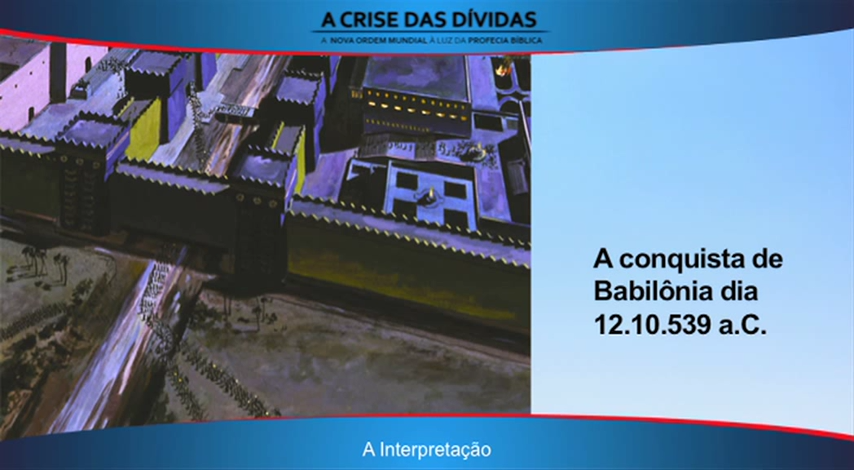 A CRISE DAS DÍVIDAS
A NOVA ORDEM MUNDIAL À LUZ DA PROFECIA BÍBLICA
A conquista de
Babilônia dia
12.10.539 a.C.
A Interpretação